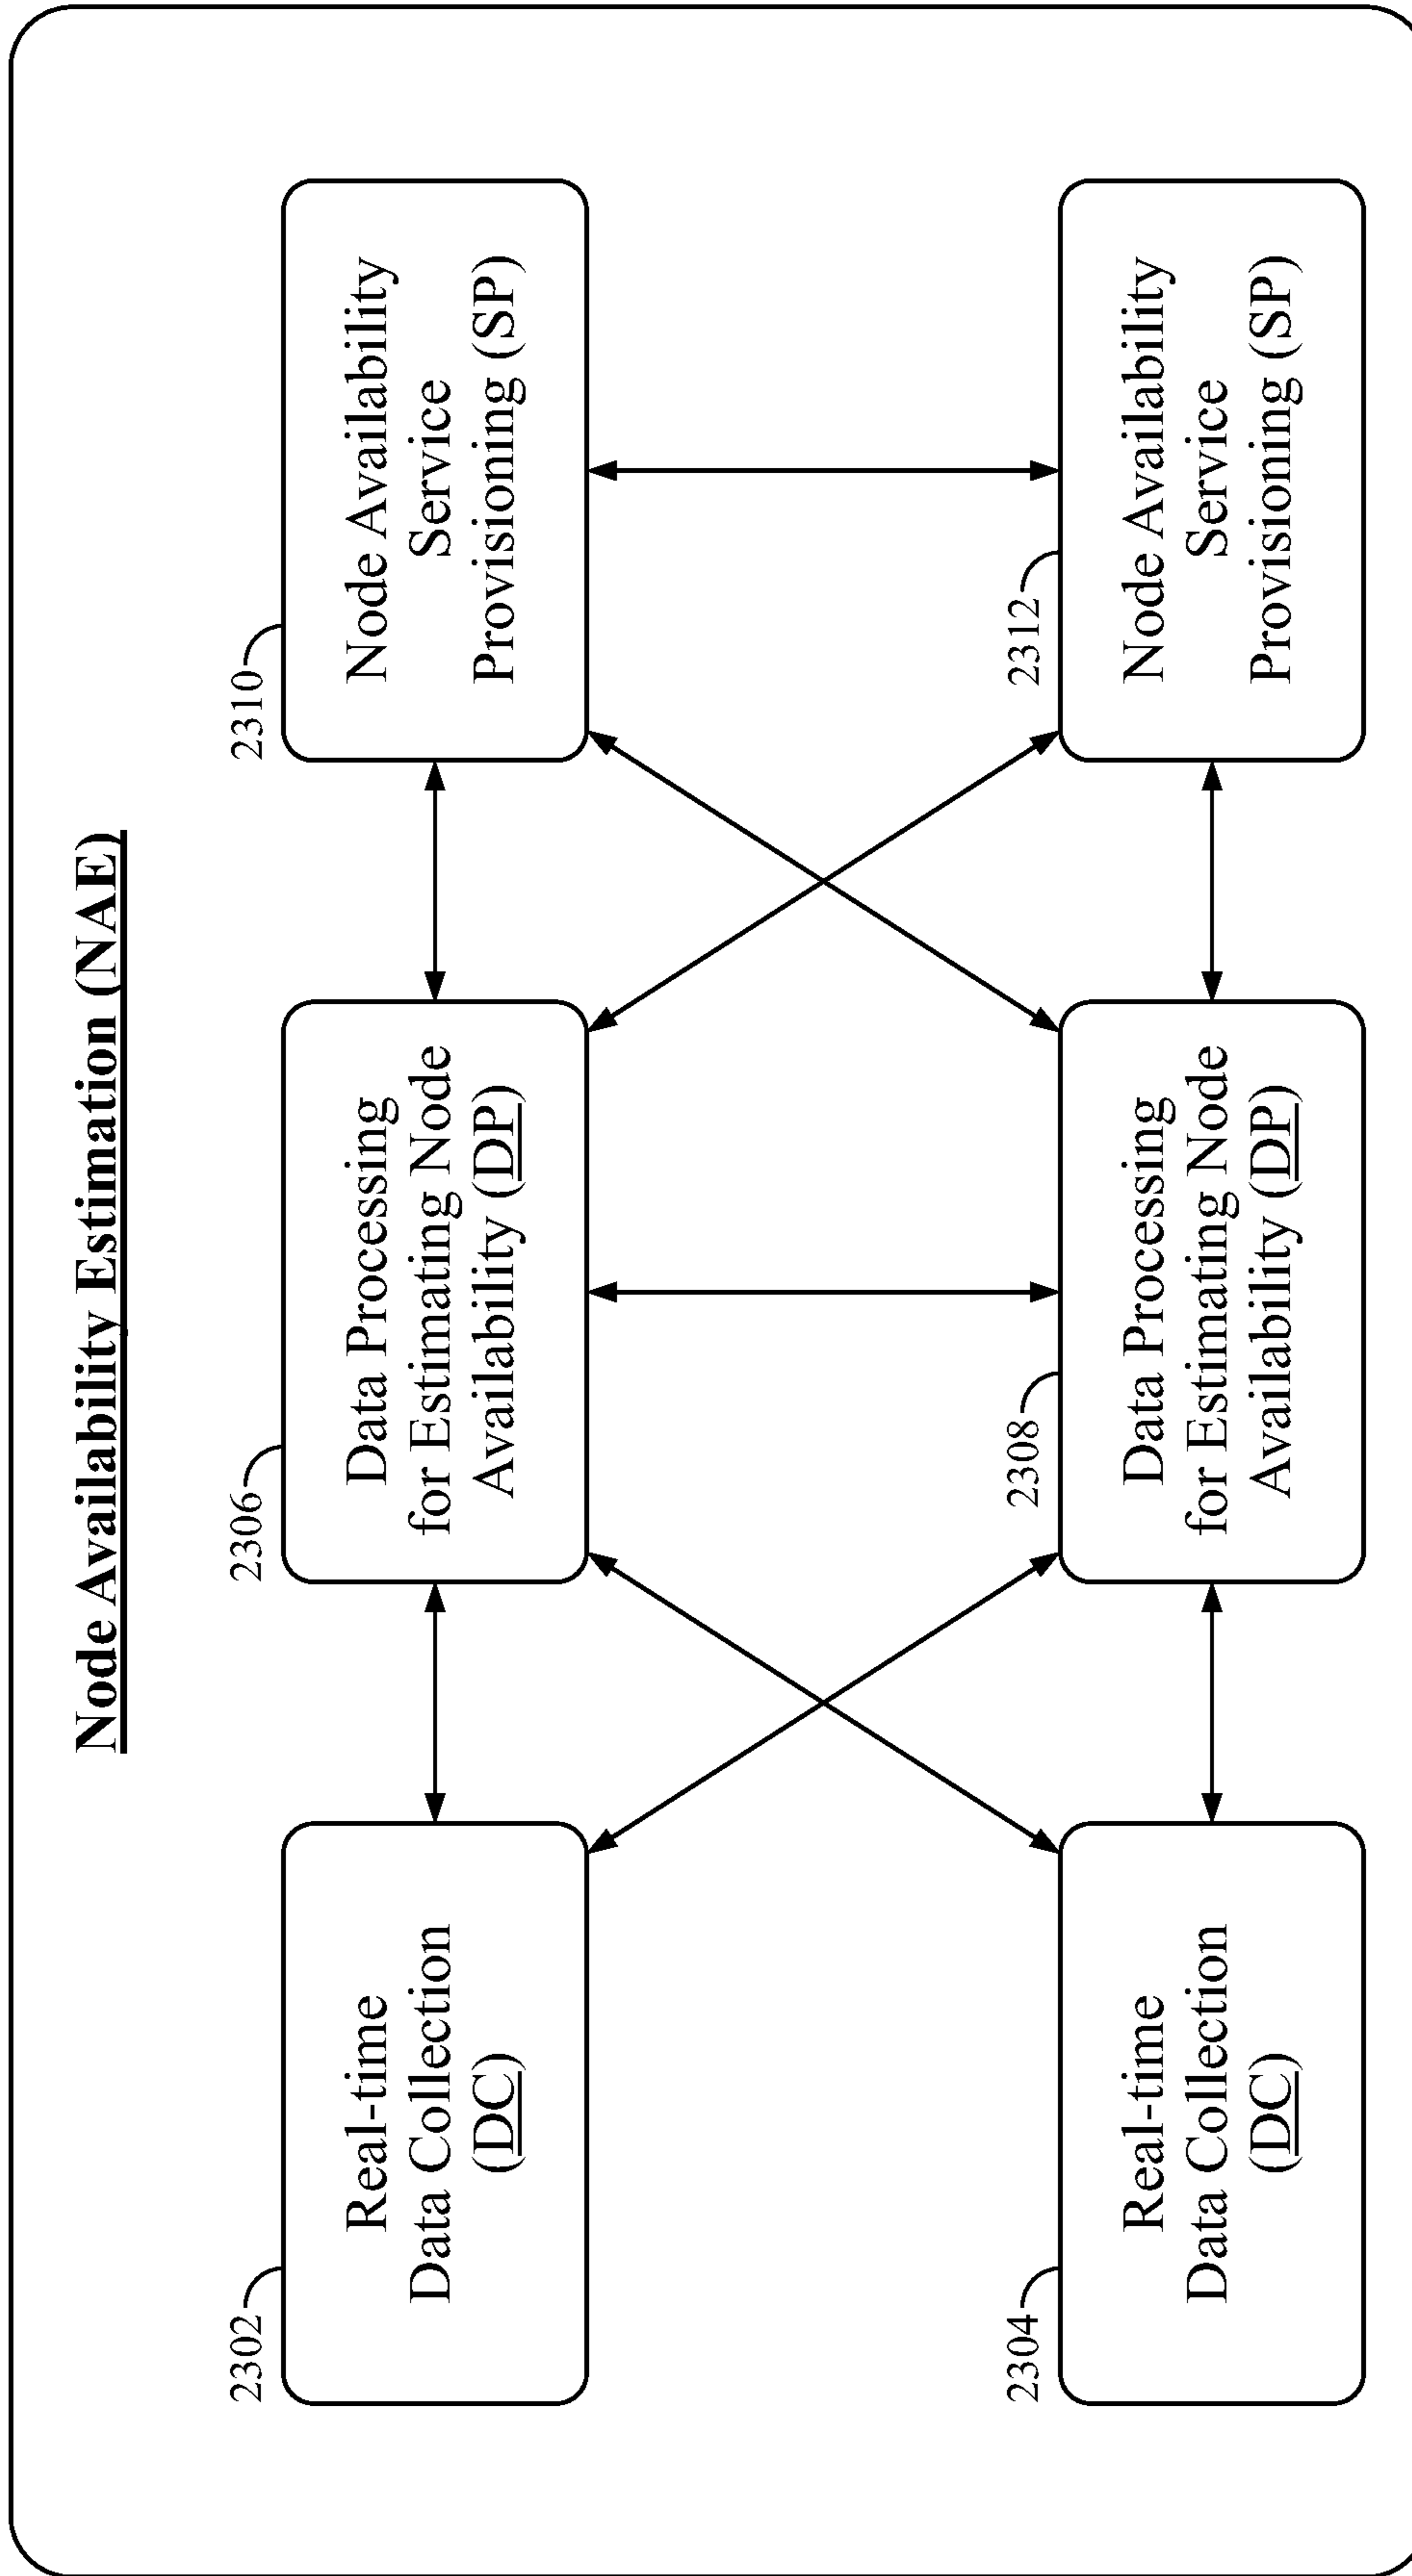 Node Availability Estimation (NAE)
2302
Real-time
Data Collection
(DC)
2306
Data Processing
for Estimating Node
Availability (DP)
2310
Node Availability
Service
Provisioning (SP)
2304
Real-time
Data Collection
(DC)
2308
Data Processing
for Estimating Node
Availability (DP)
2312
Node Availability
Service
Provisioning (SP)